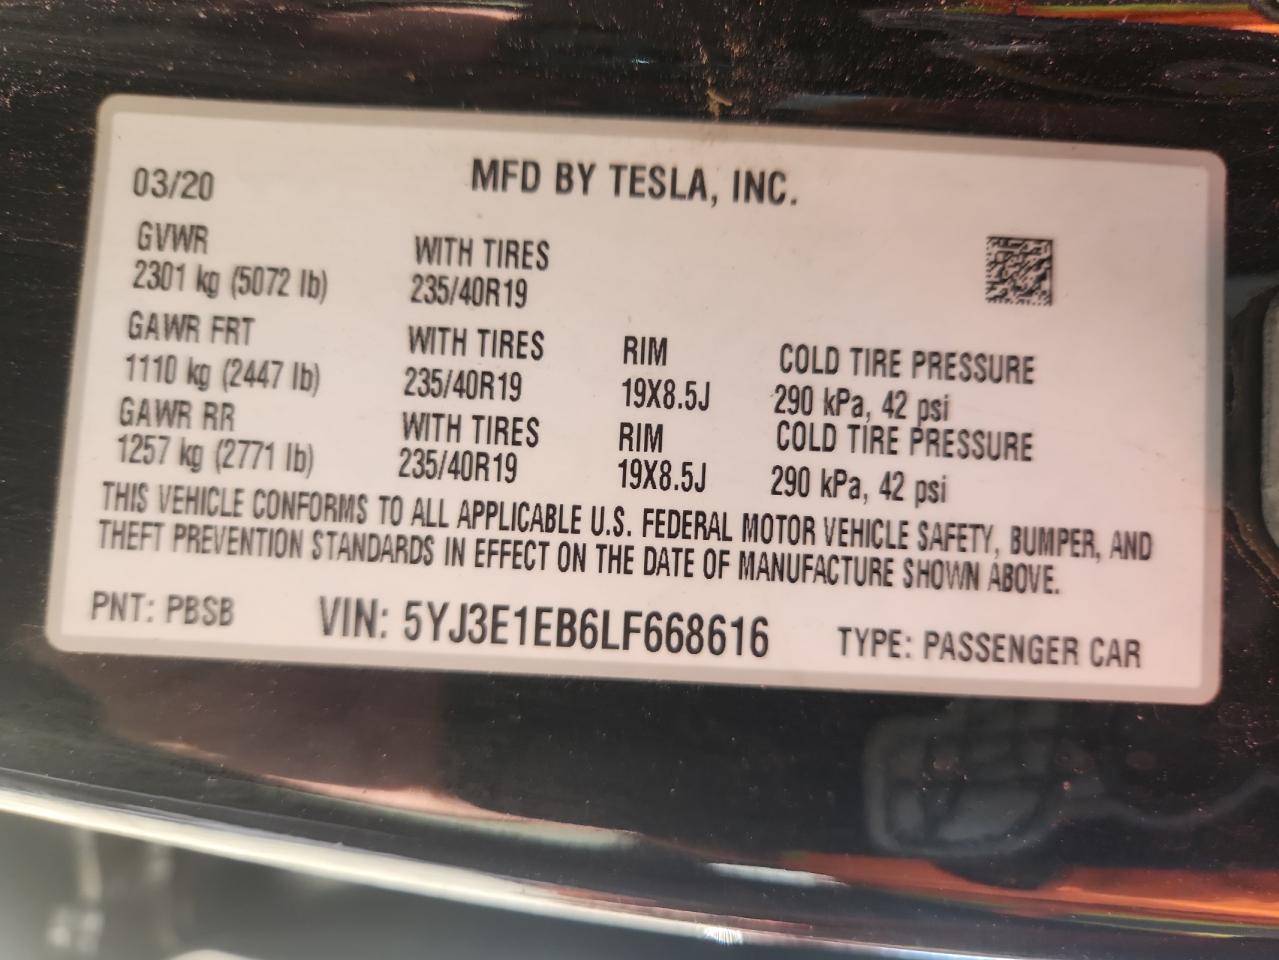 03/20 MFD BY TESLA, INC.
GVWR WITH TIRES
2301 kg (5072 lb) 235/40R19
GAWR FRT WITH TIRES RIM COLD TIRE PRESSURE
1110 kg (2447 lb) 235/40R19 19X8.5J 290 kPa, 42 psi
GAWR RR WITH TIRES RIM COLD TIRE PRESSURE
1257 kg (2771 lb) 235/40R19 19X8.5J 290 kPa, 42 psi
THIS VEHICLE CONFORMS TO ALL APPLICABLE U.S. FEDERAL MOTOR VEHICLE SAFETY, BUMPER, AND
THEFT PREVENTION STANDARDS IN EFFECT ON THE DATE OF MANUFACTURE SHOWN ABOVE.
PNT: PBSB VIN: 5YJ3E1EB6LF668616 TYPE: PASSENGER CAR